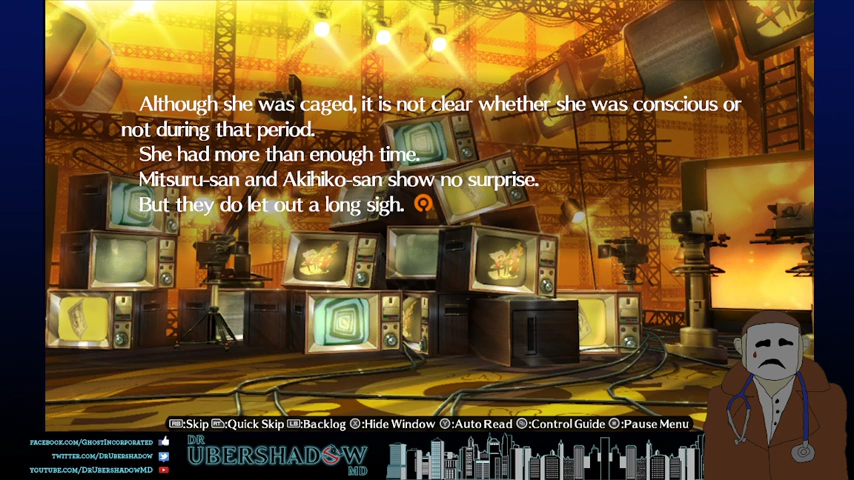 Although she was caged, it is not clear whether she was conscious or
not during that period.
She had more than enough time.
Mitsuru-san and Akihiko-san show no surprise.
But they do let out a long sigh.
RB:Skip RT:Quick Skip LB:Backlog X:Hide Window Y:Auto Read :Control Guide :Pause Menu
FACEBOOK.COM/GHOSTINCORPORATED
TWITTER.COM/DRUBERSHADOW
YOUTUBE.COM/DRUBERSHADOWMD
DR
UBERSHADOW
MD